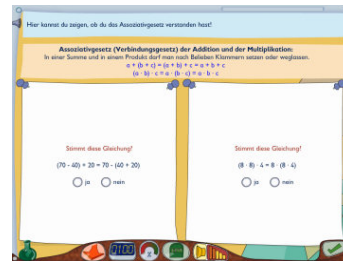 Hier kannst du zeigen, ob du das Assoziativgesetz verstanden hast!
Assoziativgesetz (Verbindungsgesetz) der Addition und der Multiplikation:
In einer Summe und in einem Produkt darf man nach Belieben Klammern setzen oder weglassen.
a + (b + c) = (a + b) + c = a + b + c
(a · b) · c = a · (b · c) = a · b · c
Stimmt diese Gleichung?
(70 - 40) + 20 = 70 - (40 + 20)
ja nein
Stimmt diese Gleichung?
(8 · 8) · 4 = 8 · (8 · 4)
ja nein